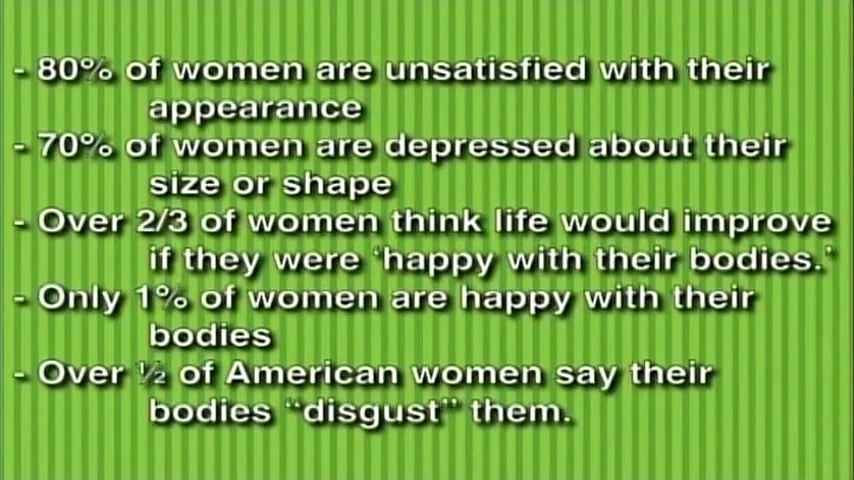 - 80% of women are unsatisfied with their
appearance
- 70% of women are depressed about their
size or shape
- Over 2/3 of women think life would improve
if they were ‘happy with their bodies.’
- Only 1% of women are happy with their
bodies
- Over ½ of American women say their
bodies “disgust” them.